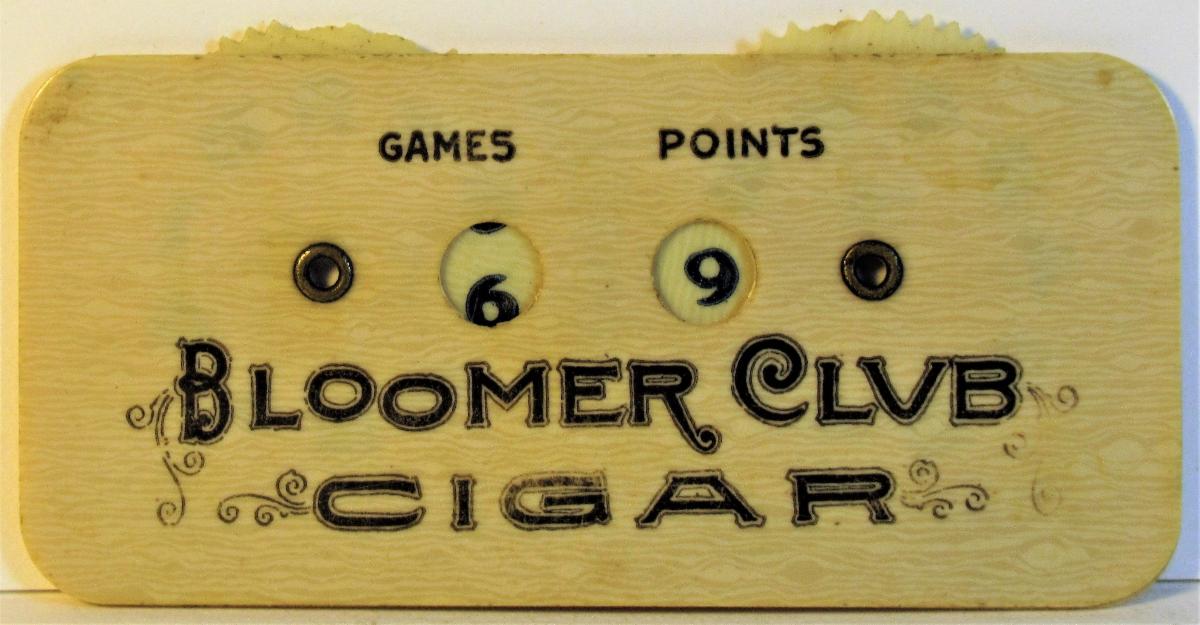 GAMES POINTS
6 9
BLOOMER CLVB
CIGAR